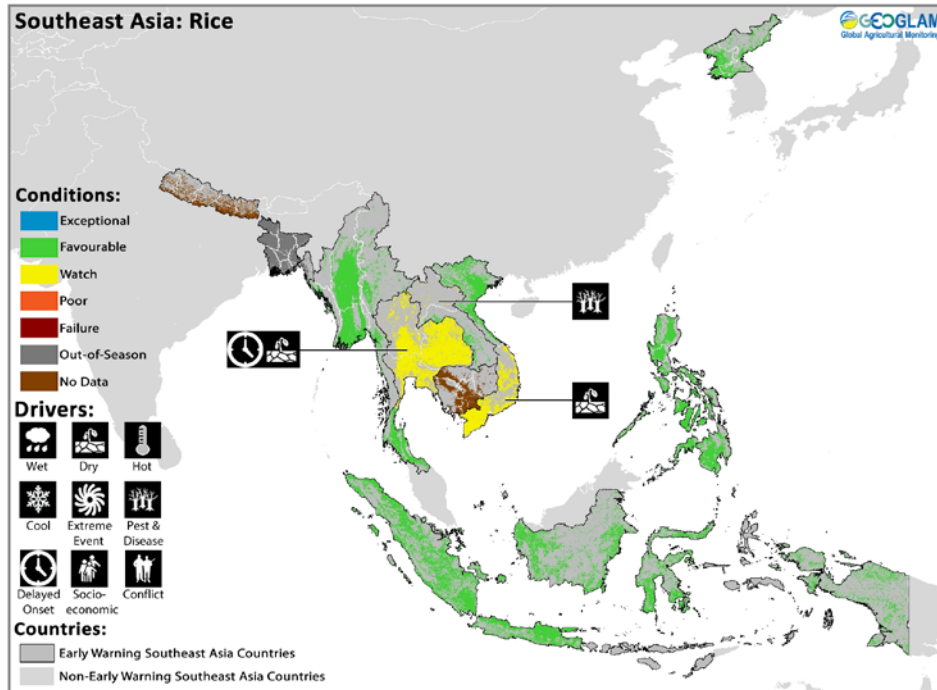 Southeast Asia: Rice
GEOGLAM
Global Agricultural Monitoring
Conditions:
Exceptional
Favourable
Watch
Poor
Failure
Out-of-Season
No Data
Drivers:
Wet
Dry
Hot
Cool
Extreme
Event
Pest &
Disease
Delayed
Onset
Socio-
economic
Conflict
Countries:
Early Warning Southeast Asia Countries
Non-Early Warning Southeast Asia Countries